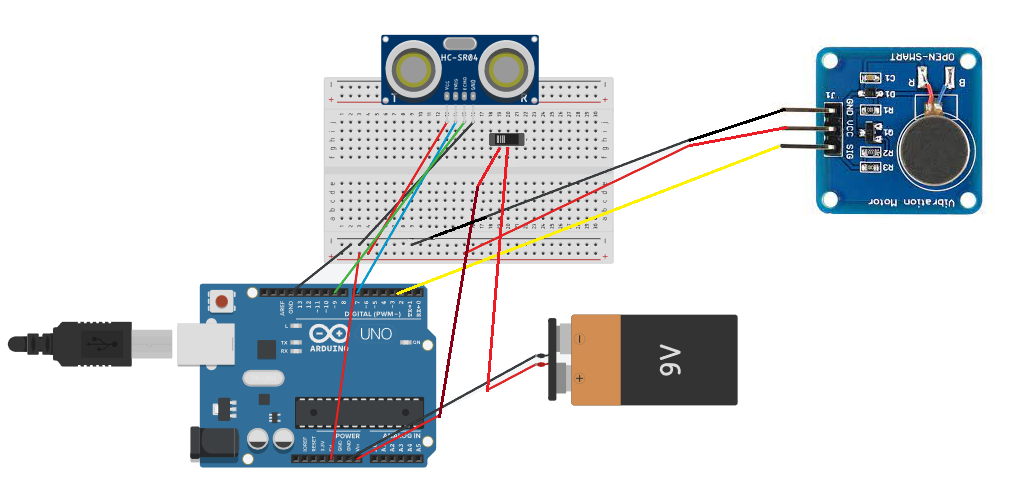 HC-SR04
VCC
TRIG
ECHO
GND
T
R
OPEN-SMART
C1
R
B
D1
J1
R1
GND
VCC
Q1
SIG
R2
R3
Vibration Motor
AREF
GND
13
12
~11
~10
~9
8
7
~6
~5
4
~3
2
TX→1
RX←0
DIGITAL (PWM~)
L
TX
RX
ARDUINO
UNO
ON
IOREF
RESET
3.3V
5V
GND
GND
Vin
POWER
ANALOG IN
A1
A2
A3
A4
A5
9V